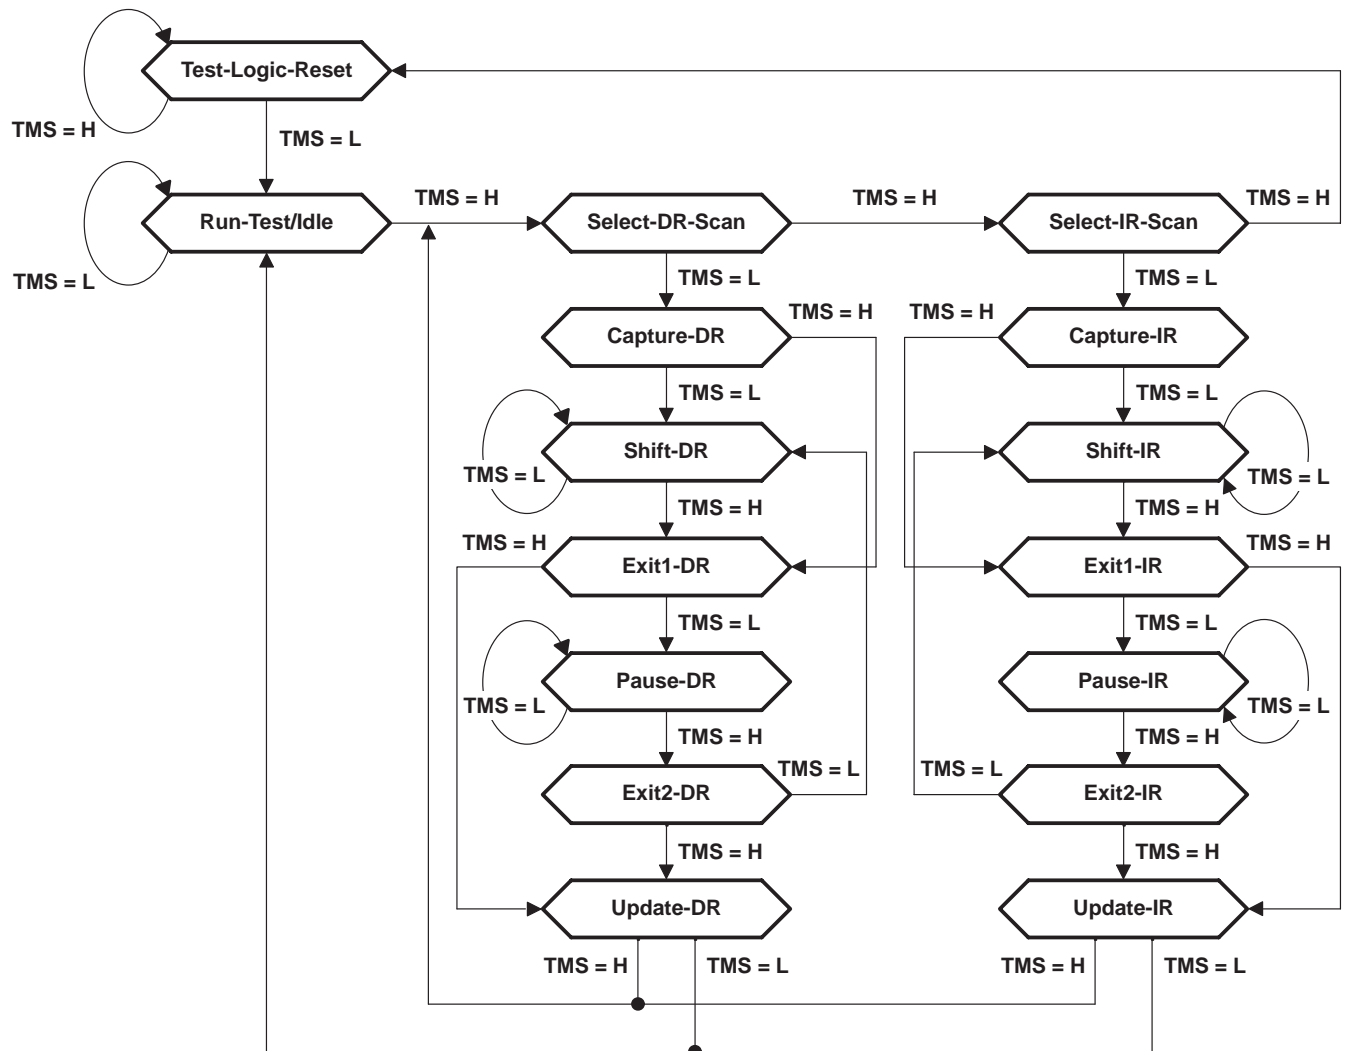 Test-Logic-Reset
TMS = H
TMS = L
TMS = H
TMS = H
TMS = H
Run-Test/Idle
Select-DR-Scan
Select-IR-Scan
TMS = L
TMS = L
TMS = L
TMS = H
TMS = H
Capture-DR
Capture-IR
TMS = L
TMS = L
Shift-DR
Shift-IR
TMS = L
TMS = L
TMS = H
TMS = H
TMS = H
TMS = H
Exit1-DR
Exit1-IR
TMS = L
TMS = L
Pause-DR
Pause-IR
TMS = L
TMS = L
TMS = H
TMS = H
TMS = L
TMS = L
Exit2-DR
Exit2-IR
TMS = H
TMS = H
Update-DR
Update-IR
TMS = H
TMS = L
TMS = H
TMS = L